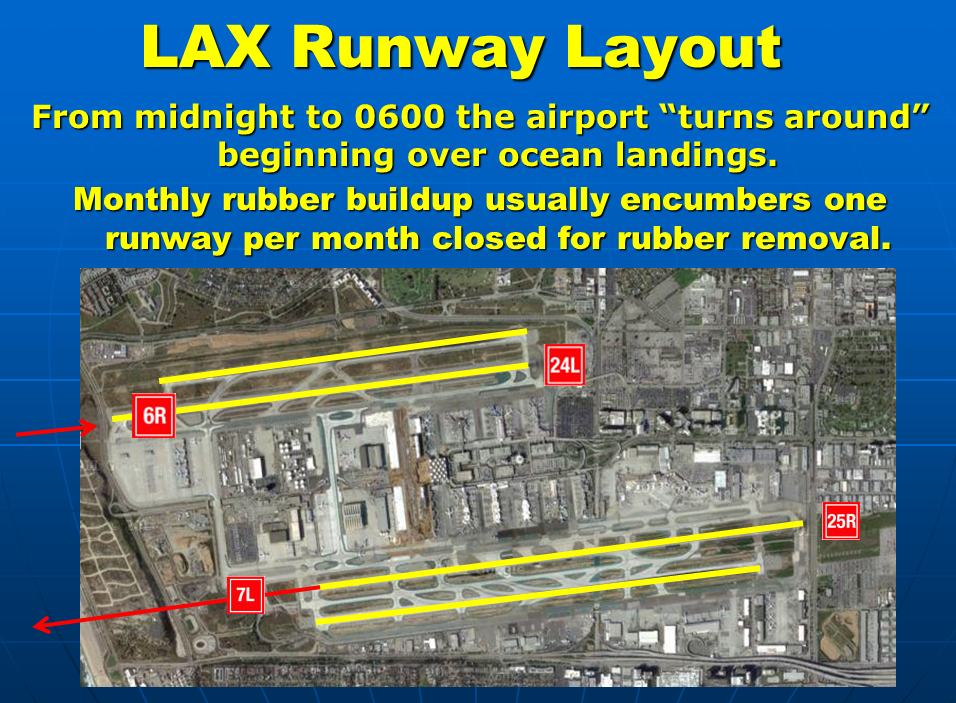 LAX Runway Layout
From midnight to 0600 the airport “turns around”
beginning over ocean landings.
Monthly rubber buildup usually encumbers one
runway per month closed for rubber removal.
24L
6R
25R
7L